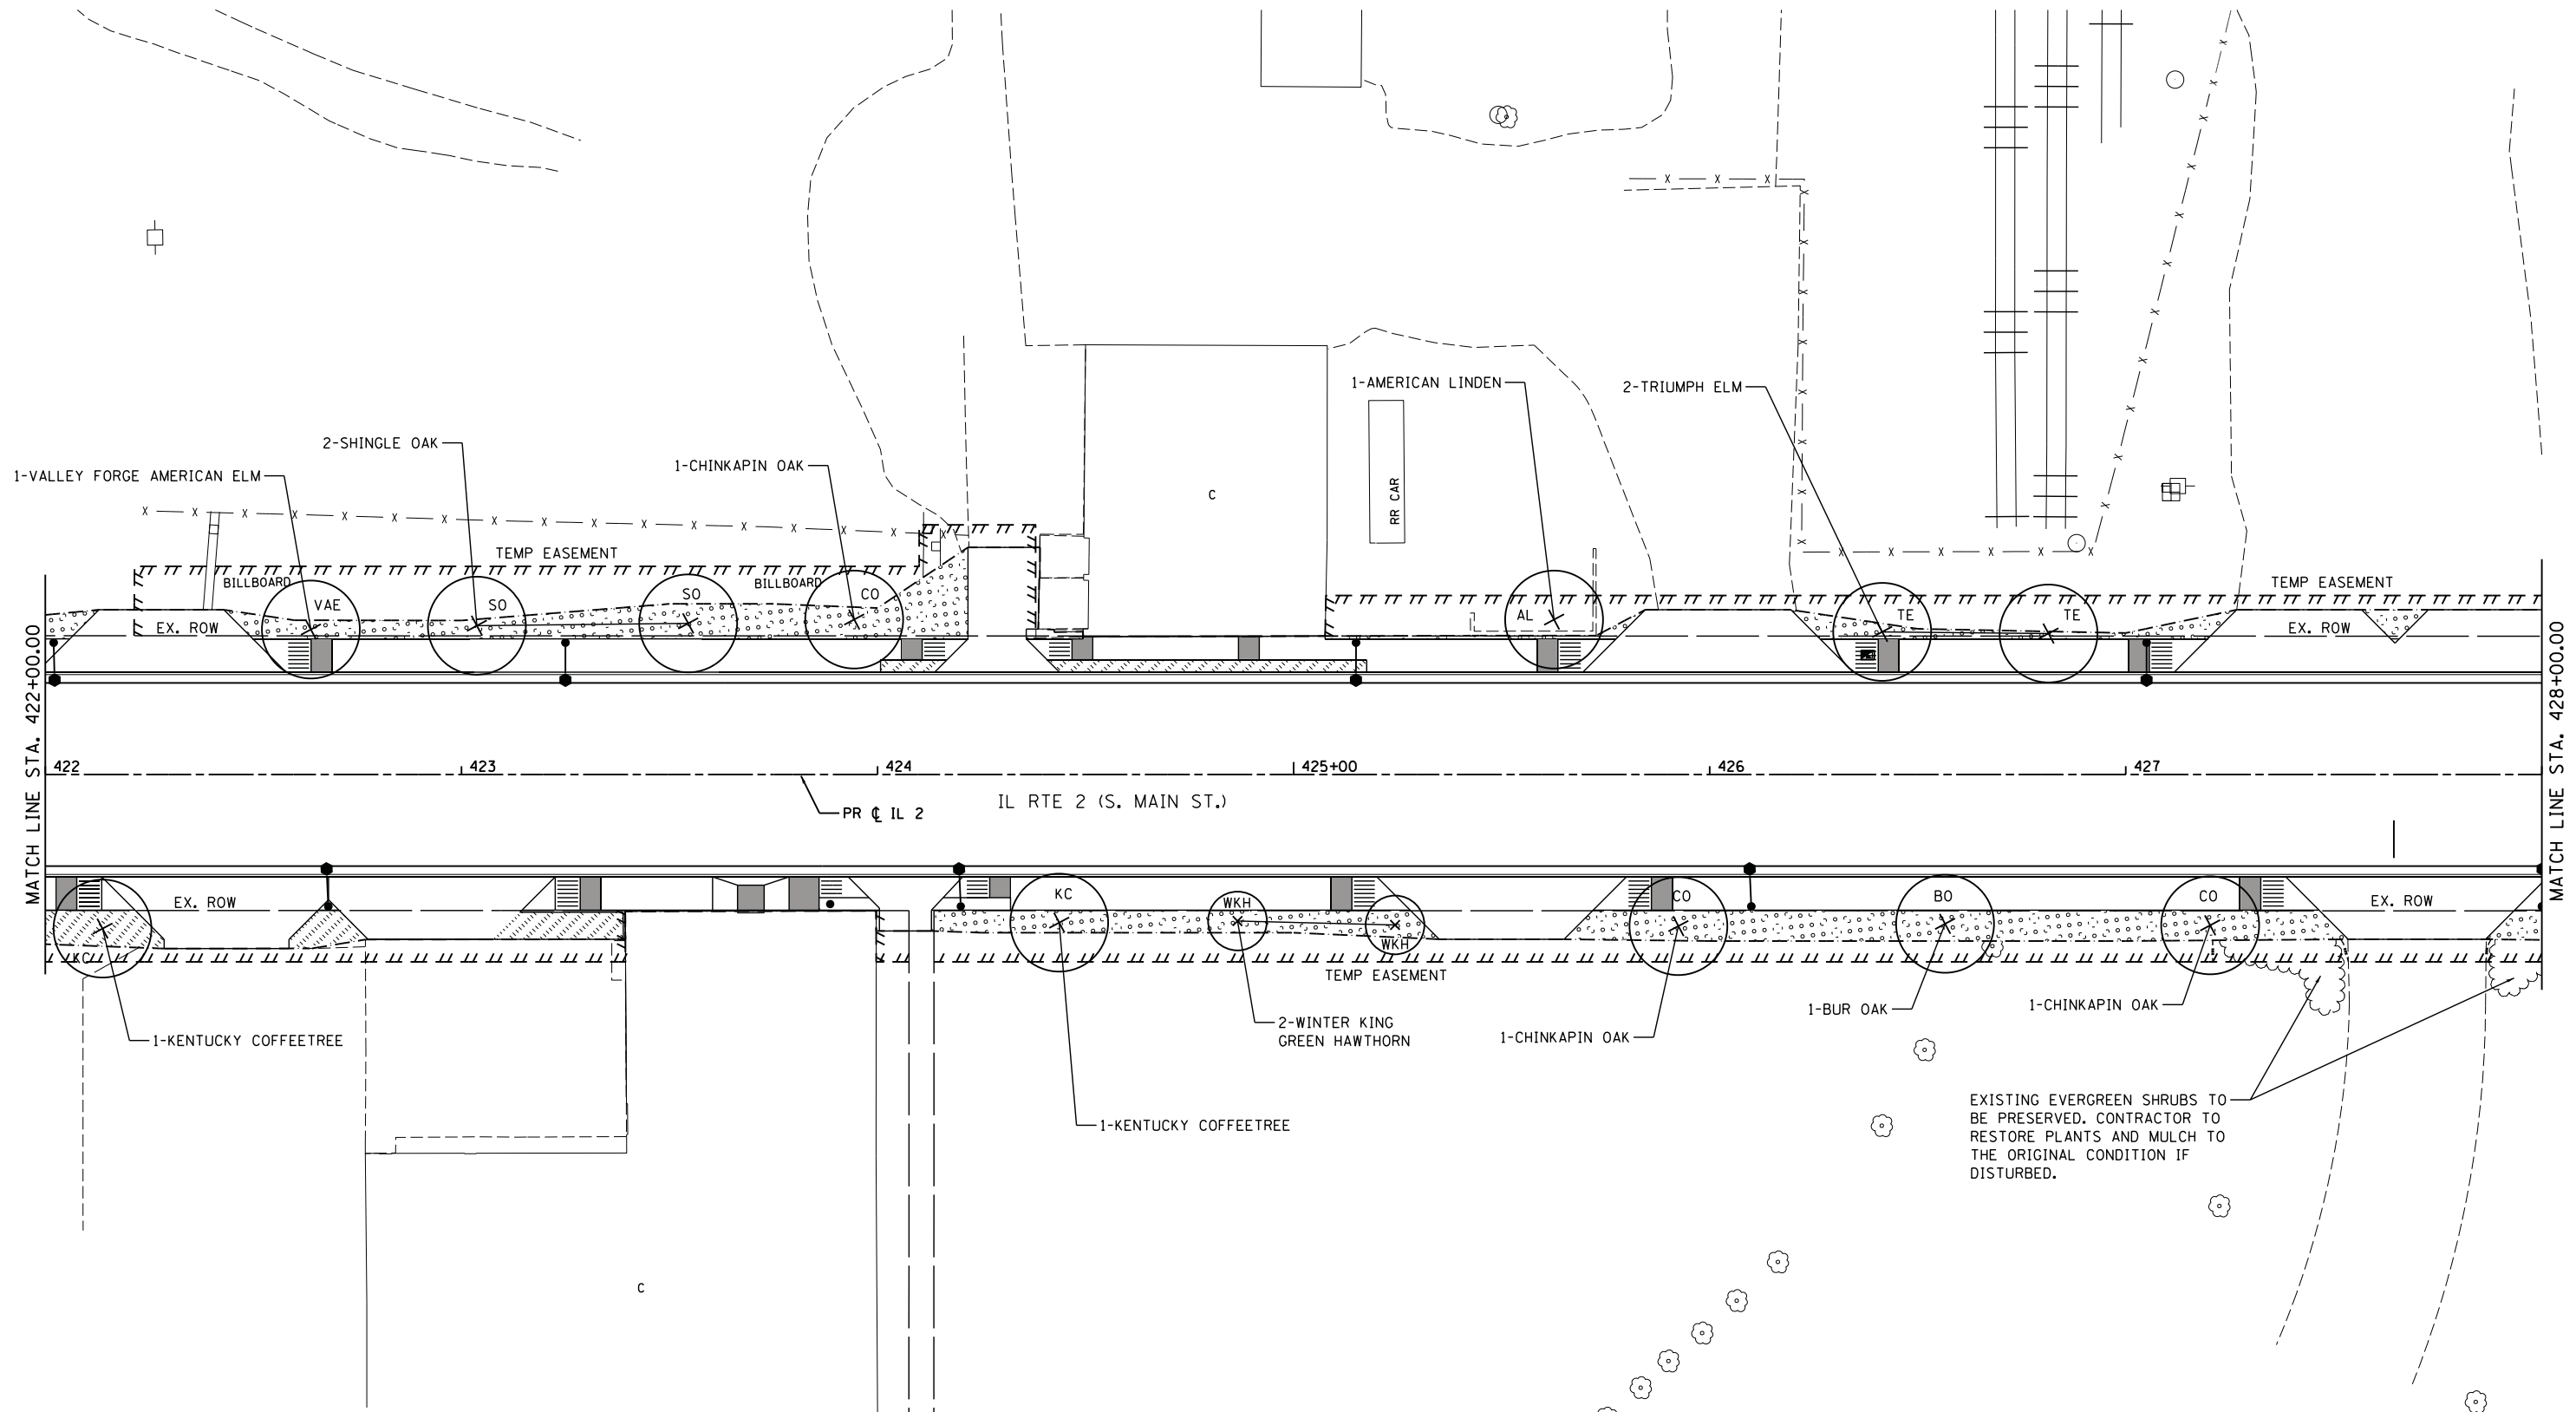 1-AMERICAN LINDEN
2-TRIUMPH ELM
2-SHINGLE OAK
1-CHINKAPIN OAK
1-VALLEY FORGE AMERICAN ELM
C
RR CAR
TEMP EASEMENT
BILLBOARD
BILLBOARD
TEMP EASEMENT
VAE
SO
SO
CO
AL
TE
TE
EX. ROW
EX. ROW
MATCH LINE STA. 422+00.00
MATCH LINE STA. 428+00.00
422
423
424
425+00
426
427
IL RTE 2 (S. MAIN ST.)
PR ℄ IL 2
EX. ROW
KC
WKH
WKH
CO
BO
CO
EX. ROW
KC
TEMP EASEMENT
1-KENTUCKY COFFEETREE
2-WINTER KING
GREEN HAWTHORN
1-CHINKAPIN OAK
1-BUR OAK
1-CHINKAPIN OAK
1-KENTUCKY COFFEETREE
EXISTING EVERGREEN SHRUBS TO
BE PRESERVED. CONTRACTOR TO
RESTORE PLANTS AND MULCH TO
THE ORIGINAL CONDITION IF
DISTURBED.
C